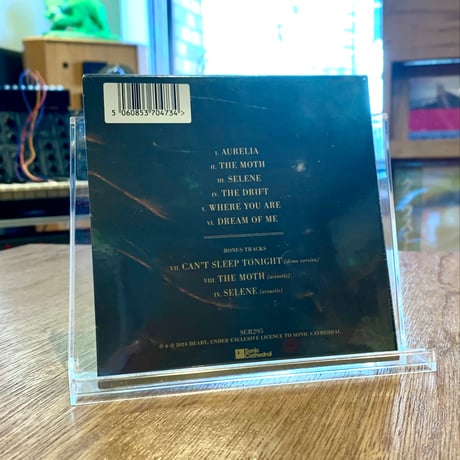 5 060853 704734 >
I. AURELIA
II. THE MOTH
III. SELENE
IV. THE DRIFT
V. WHERE YOU ARE
VI. DREAM OF ME
BONUS TRACKS
VII. CAN'T SLEEP TONIGHT (demo version)
VIII. THE MOTH (acoustic)
IX. SELENE (acoustic)
SCR295
℗ & © 2024 DEARY, UNDER EXCLUSIVE LICENCE TO SONIC CATHEDRAL
Sonic
Cathedral